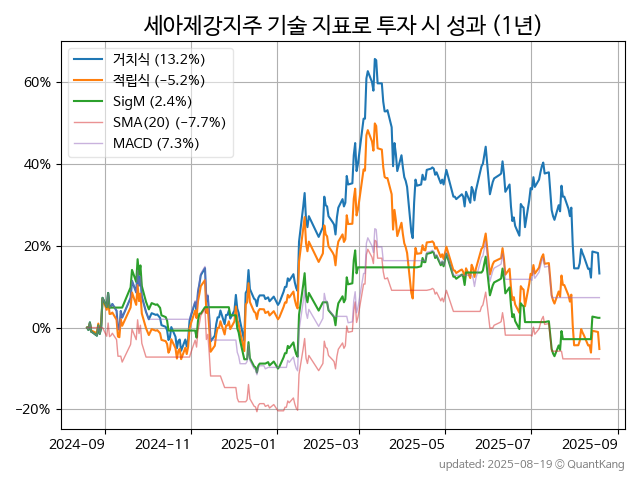 세아제강지주 기술 지표로 투자 시 성과 (1년)
거치식 (13.2%)
적립식 (−5.2%)
SigM (2.4%)
SMA(20) (−7.7%)
MACD (7.3%)
60%
40%
20%
0%
−20%
2024-09 2024-11 2025-01 2025-03 2025-05 2025-07 2025-09
updated: 2025-08-19 © QuantKang